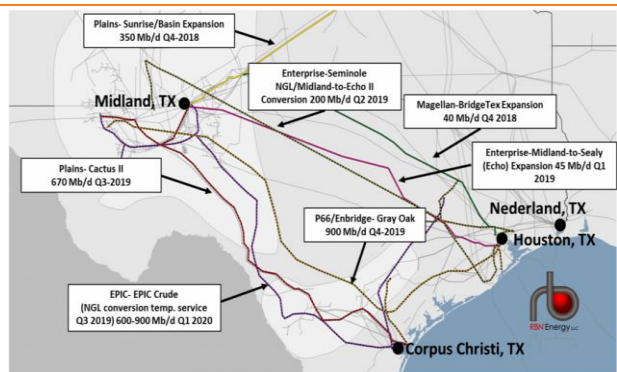 Plains- Sunrise/Basin Expansion
350 Mb/d Q4-2018
Enterprise-Seminole
NGL/Midland-to-Echo II
Conversion 200 Mb/d Q2 2019
Midland, TX
Magellan-BridgeTex Expansion
40 Mb/d Q4 2018
Enterprise-Midland-to-Sealy
(Echo) Expansion 45 Mb/d Q1
2019
Plains- Cactus II
670 Mb/d Q3-2019
P66/Enbridge- Gray Oak
900 Mb/d Q4-2019
Nederland, TX
Houston, TX
EPIC- EPIC Crude
(NGL conversion temp. service
Q3 2019) 600-900 Mb/d Q1 2020
rb
RBN Energy LLC
Corpus Christi, TX